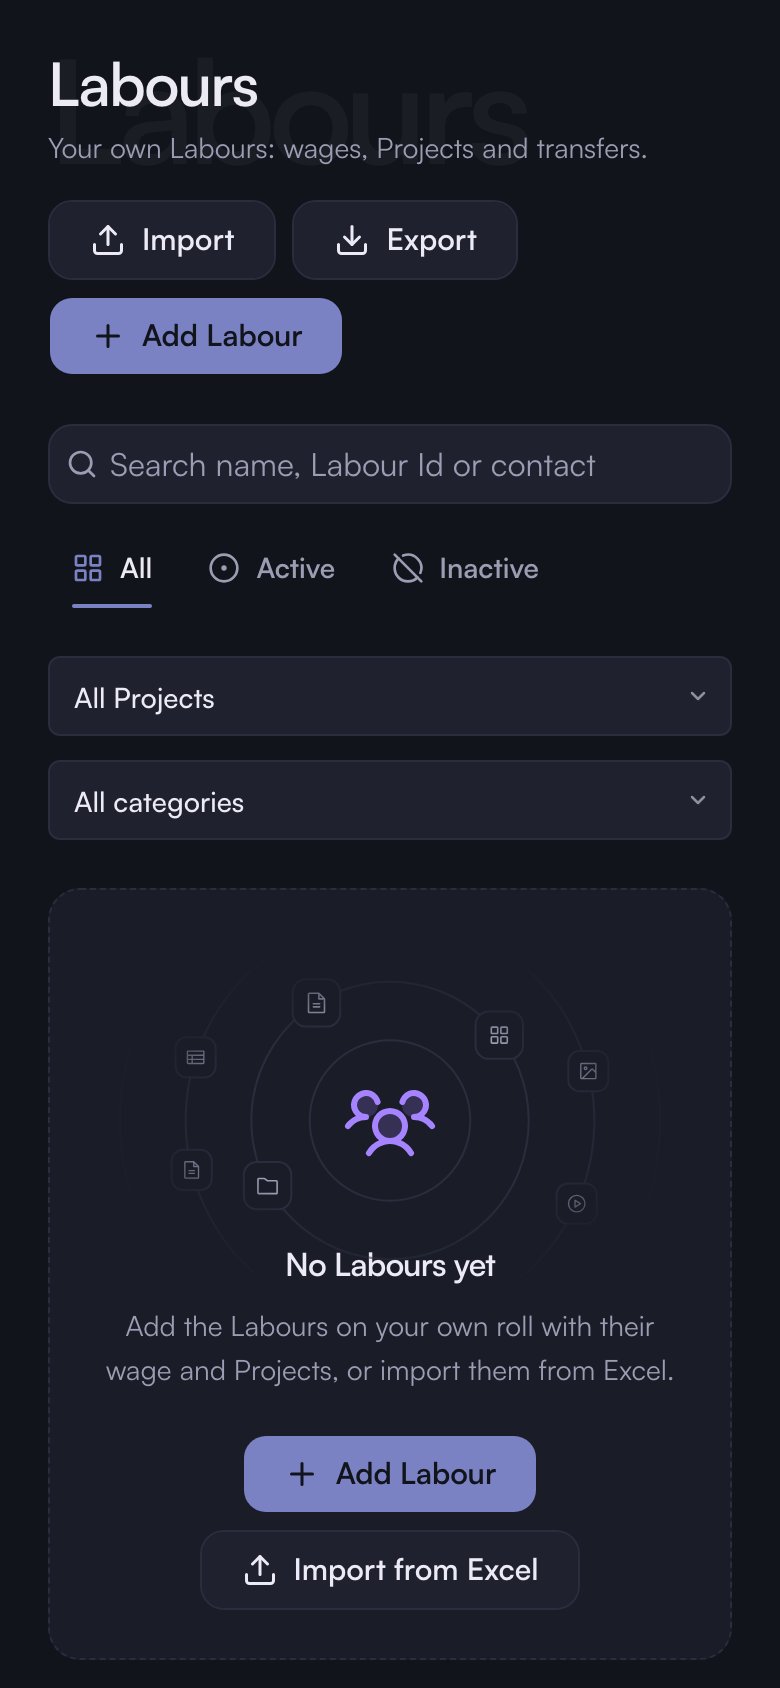 Labours
Labours
Your own Labours: wages, Projects and transfers.
Import
Export
Add Labour
Search name, Labour Id or contact
All
Active
Inactive
All Projects
All categories
No Labours yet
Add the Labours on your own roll with their
wage and Projects, or import them from Excel.
Add Labour
Import from Excel